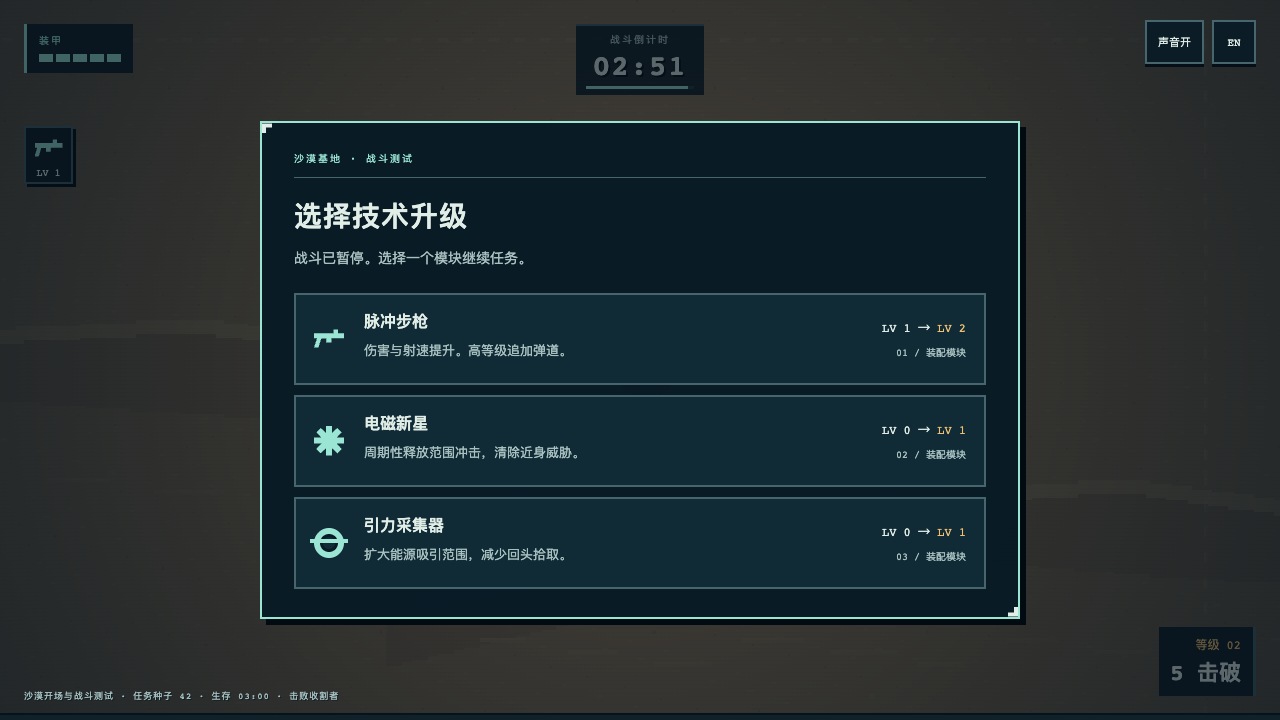 装甲
战斗倒计时
02:51
声音开
EN
LV 1
沙漠基地 · 战斗测试
选择技术升级
战斗已暂停。选择一个模块继续任务。
脉冲步枪
伤害与射速提升。高等级追加弹道。
LV 1 → LV 2
01 / 装配模块
电磁新星
周期性释放范围冲击，清除近身威胁。
LV 0 → LV 1
02 / 装配模块
引力采集器
扩大能源吸引范围，减少回头拾取。
LV 0 → LV 1
03 / 装配模块
等级 02
5 击破
沙漠开场与战斗测试 · 任务种子 42 · 生存 03:00 · 击败收割者